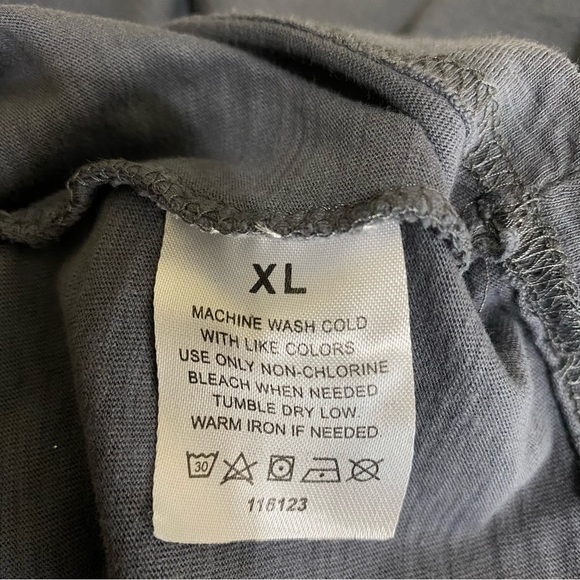 XL
MACHINE WASH COLD
WITH LIKE COLORS
USE ONLY NON-CHLORINE
BLEACH WHEN NEEDED
TUMBLE DRY LOW
WARM IRON IF NEEDED
30
116123